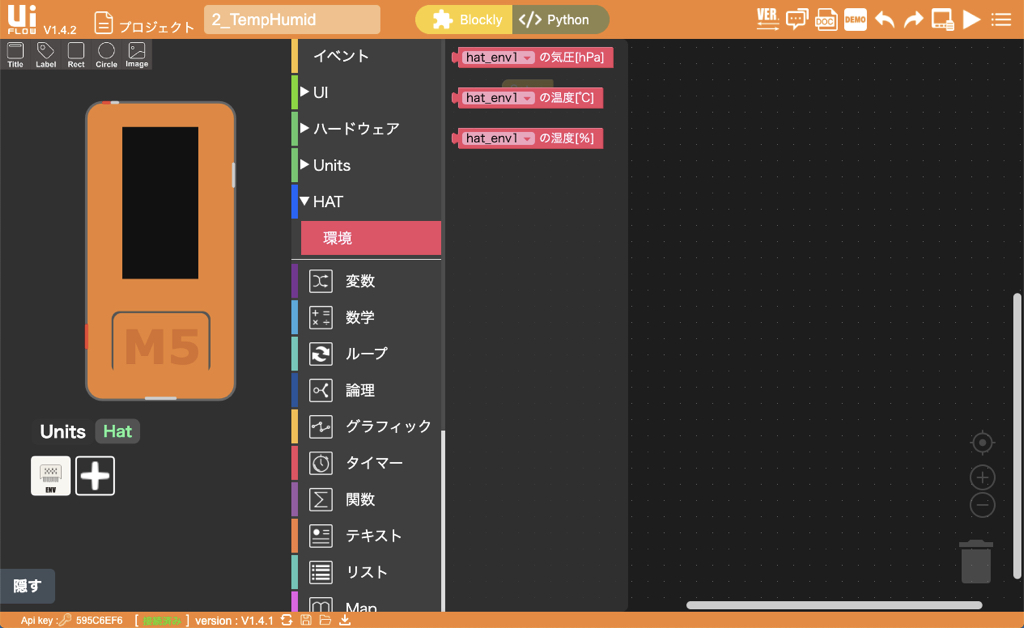 Ui
FLOW V1.4.2
プロジェクト
2_TempHumid
Blockly
</> Python
VER.
DOC
DEMO
Title
Label
Rect
Circle
Image
M5
Units
Hat
ENV
隠す
イベント
UI
ハードウェア
Units
HAT
環境
変数
数学
ループ
論理
グラフィック
タイマー
関数
テキスト
リスト
Map
hat_env1 の気圧[hPa]
hat_env1 の温度[℃]
hat_env1 の湿度[%]
Api key : 595C6EF6 [ 接続済み ] version : V1.4.1